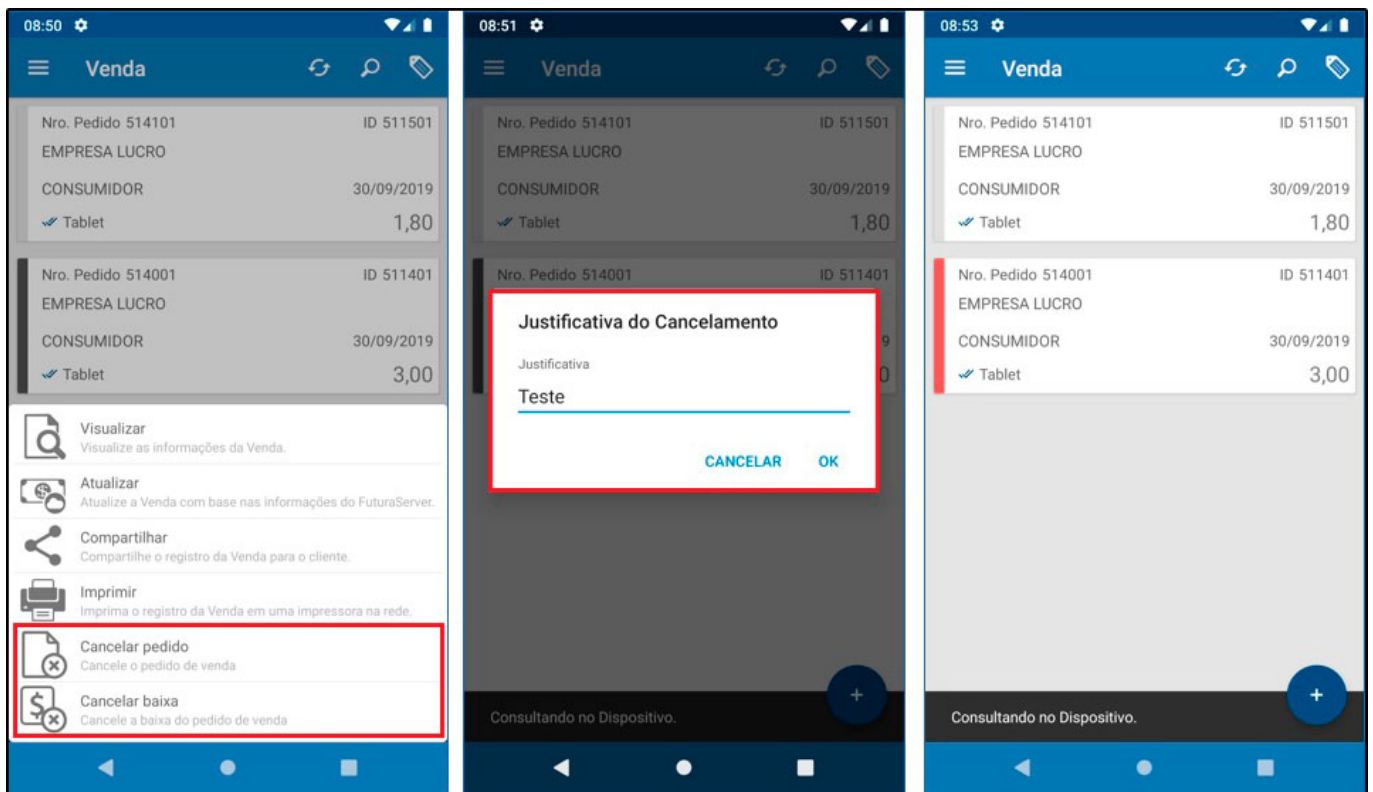 08:50
Venda
Nro. Pedido 514101 ID 511501
EMPRESA LUCRO
CONSUMIDOR 30/09/2019
Tablet 1,80
Nro. Pedido 514001 ID 511401
EMPRESA LUCRO
CONSUMIDOR 30/09/2019
Tablet 3,00
Visualizar
Visualize as informações da Venda.
Atualizar
Atualize a Venda com base nas informações do FuturaServer.
Compartilhar
Compartilhe o registro da Venda para o cliente.
Imprimir
Imprima o registro da Venda em uma impressora na rede.
Cancelar pedido
Cancele o pedido de venda
Cancelar baixa
Cancele a baixa do pedido de venda
08:51
Venda
Nro. Pedido 514101 ID 511501
EMPRESA LUCRO
CONSUMIDOR 30/09/2019
Tablet 1,80
Nro. Pedido 514001 ID 511401
9
0
Justificativa do Cancelamento
Justificativa
Teste
CANCELAR OK
Consultando no Dispositivo.
+
08:53
Venda
Nro. Pedido 514101 ID 511501
EMPRESA LUCRO
CONSUMIDOR 30/09/2019
Tablet 1,80
Nro. Pedido 514001 ID 511401
EMPRESA LUCRO
CONSUMIDOR 30/09/2019
Tablet 3,00
Consultando no Dispositivo.
+